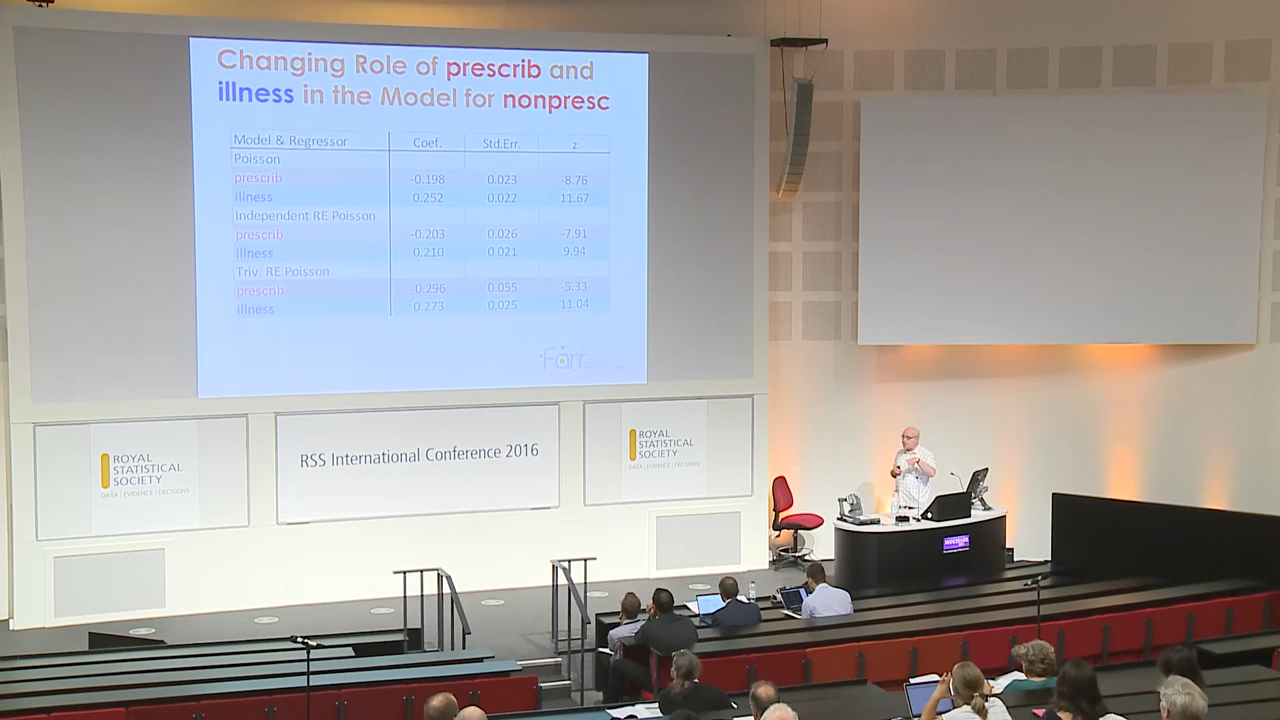 Changing Role of prescrib and
illness in the Model for nonpresc
Model & Regressor Coef. Std.Err. z
Poisson
prescrib -0.198 0.023 -8.76
illness 0.252 0.022 11.67
Independent RE Poisson
prescrib -0.203 0.026 -7.91
illness 0.210 0.021 9.94
Triv. RE Poisson
prescrib -0.296 0.055 -5.33
illness 0.273 0.025 11.04
Farr
ROYAL
STATISTICAL
SOCIETY
DATA | EVIDENCE | DECISIONS
RSS International Conference 2016
ROYAL
STATISTICAL
SOCIETY
DATA | EVIDENCE | DECISIONS